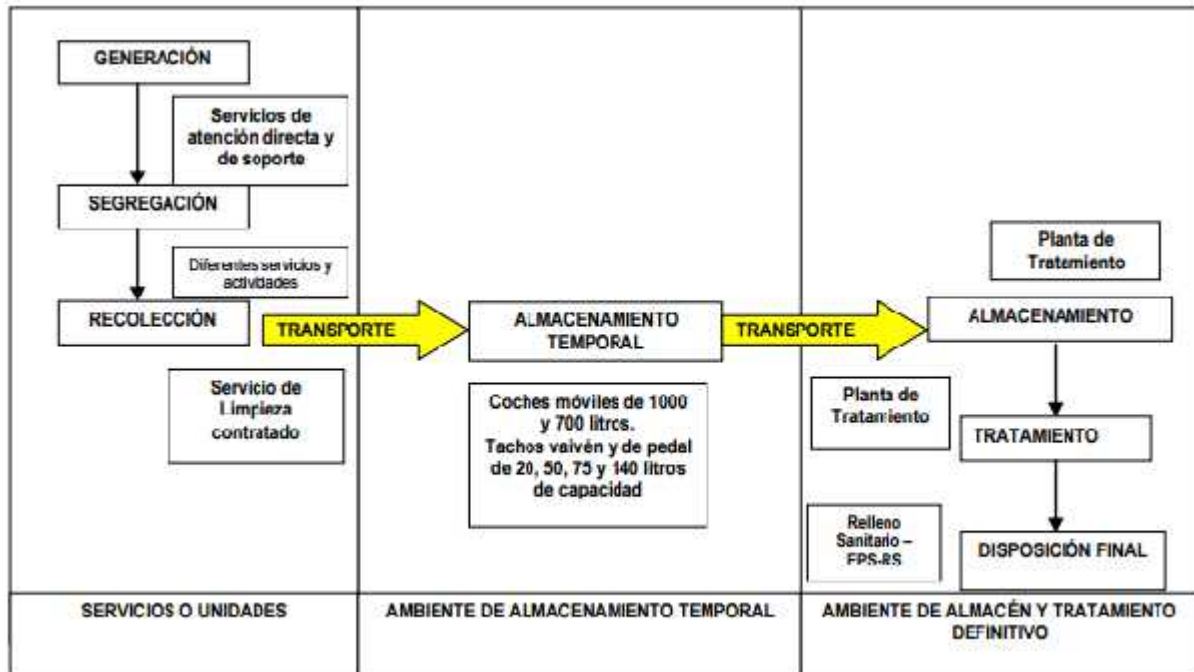 GENERACIÓN
Servicios de
atención directa y
de soporte
SEGREGACIÓN
Diferentes servicios y
actividades
RECOLECCIÓN
TRANSPORTE
Servicio de
Limpieza
contratado
ALMACENAMIENTO
TEMPORAL
Coches móviles de 1000
y 700 litros.
Tachos vaivén y de pedal
de 20, 50, 75 y 140 litros
de capacidad
TRANSPORTE
Planta de
Tratamiento
ALMACENAMIENTO
Planta de
Tratamiento
TRATAMIENTO
Relleno
Sanitario –
EPS-RS
DISPOSICIÓN FINAL
SERVICIOS O UNIDADES
AMBIENTE DE ALMACENAMIENTO TEMPORAL
AMBIENTE DE ALMACÉN Y TRATAMIENTO
DEFINITIVO